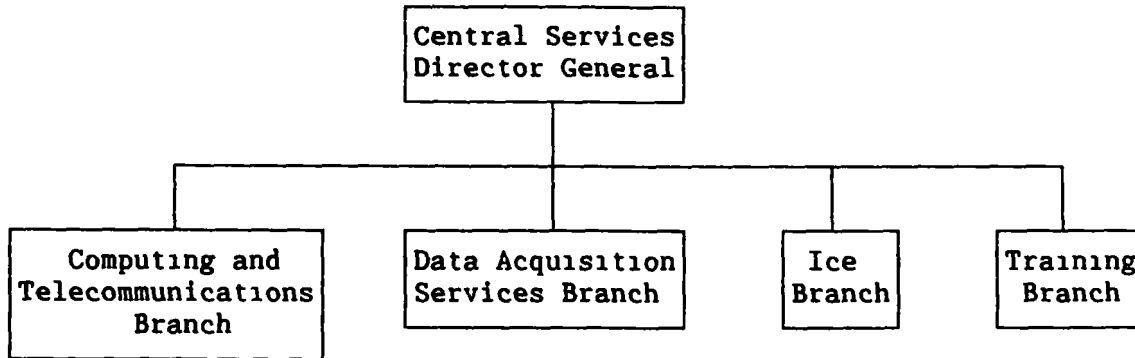 Central Services
Director General
Computing and
Telecommunications
Branch
Data Acquisition
Services Branch
Ice
Branch
Training
Branch